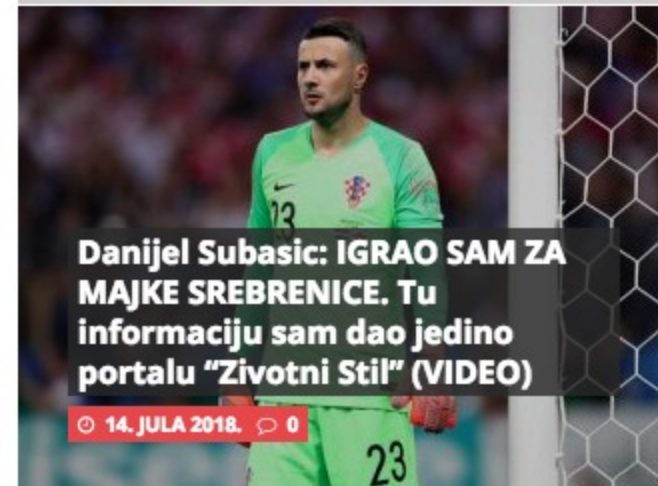 23
Danijel Subasic: IGRAO SAM ZA
MAJKE SREBRENICE. Tu
informaciju sam dao jedino
portalu “Zivotni Stil” (VIDEO)
14. JULA 2018. 0
23